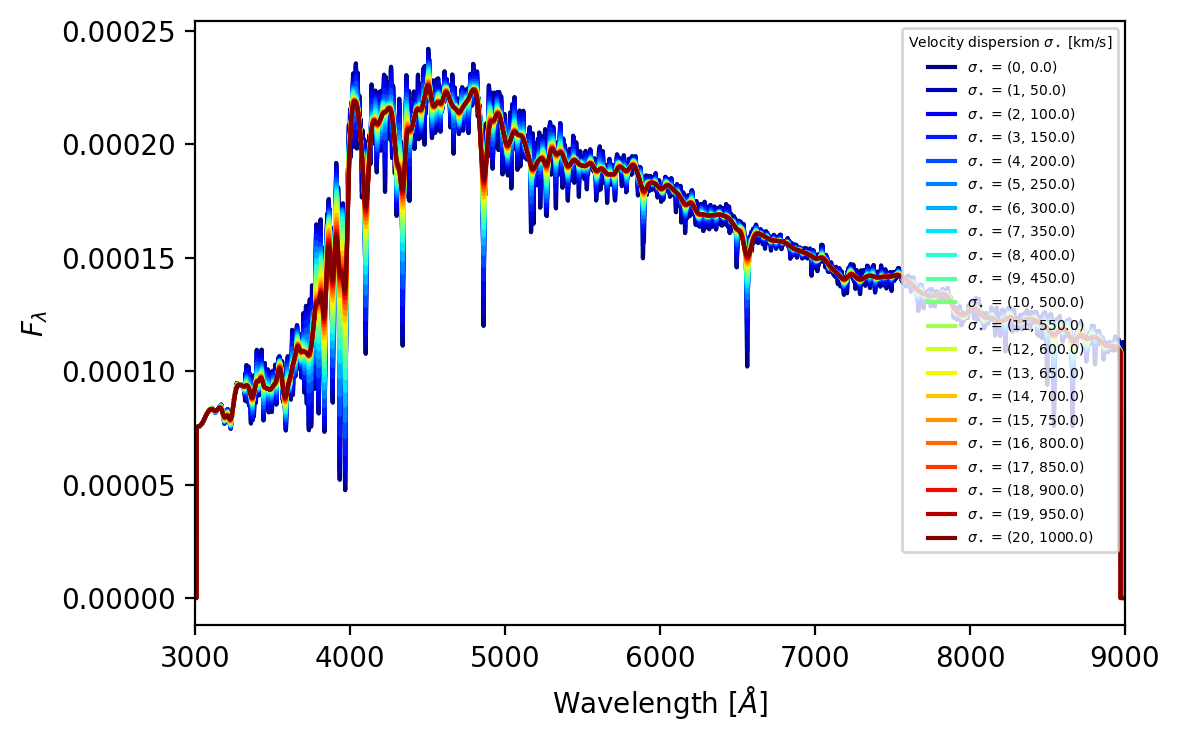 0.00025
0.00020
0.00015
0.00010
0.00005
0.00000
F_λ
3000 4000 5000 6000 7000 8000 9000
Wavelength [Å]
Velocity dispersion σ⋆ [km/s]
σ⋆ = (0, 0.0)
σ⋆ = (1, 50.0)
σ⋆ = (2, 100.0)
σ⋆ = (3, 150.0)
σ⋆ = (4, 200.0)
σ⋆ = (5, 250.0)
σ⋆ = (6, 300.0)
σ⋆ = (7, 350.0)
σ⋆ = (8, 400.0)
σ⋆ = (9, 450.0)
σ⋆ = (10, 500.0)
σ⋆ = (11, 550.0)
σ⋆ = (12, 600.0)
σ⋆ = (13, 650.0)
σ⋆ = (14, 700.0)
σ⋆ = (15, 750.0)
σ⋆ = (16, 800.0)
σ⋆ = (17, 850.0)
σ⋆ = (18, 900.0)
σ⋆ = (19, 950.0)
σ⋆ = (20, 1000.0)